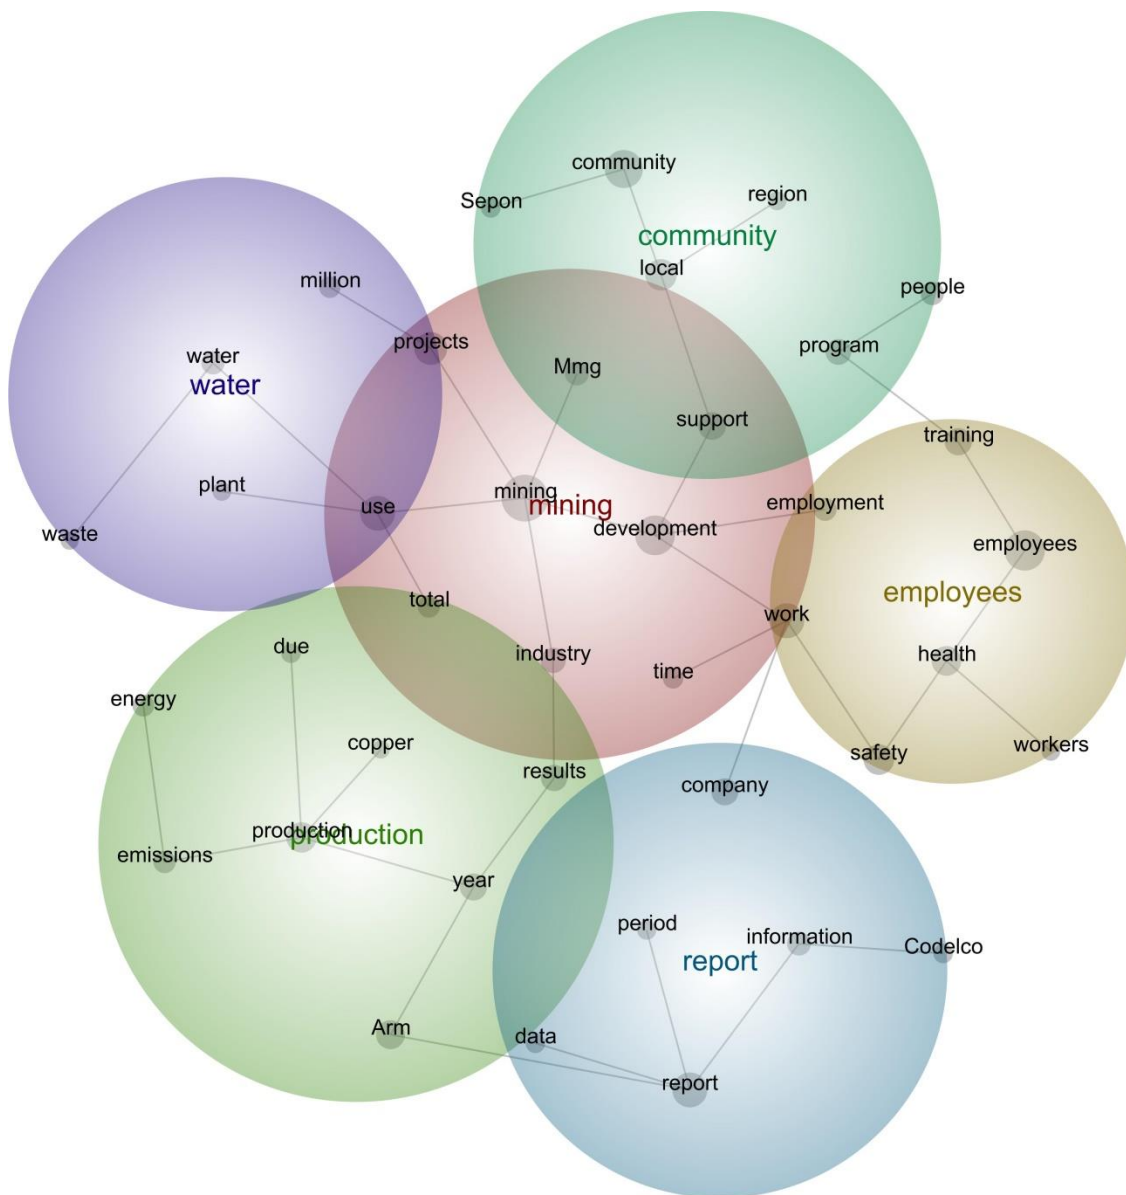 community
Sepon
region
community
local
people
million
projects
program
water
water
Mmg
support
training
plant
mining
mining
employment
use
development
waste
employees
employees
total
work
due
industry
health
time
energy
copper
results
safety
workers
company
production
production
emissions
year
period
information
Codelco
report
Arm
data
report